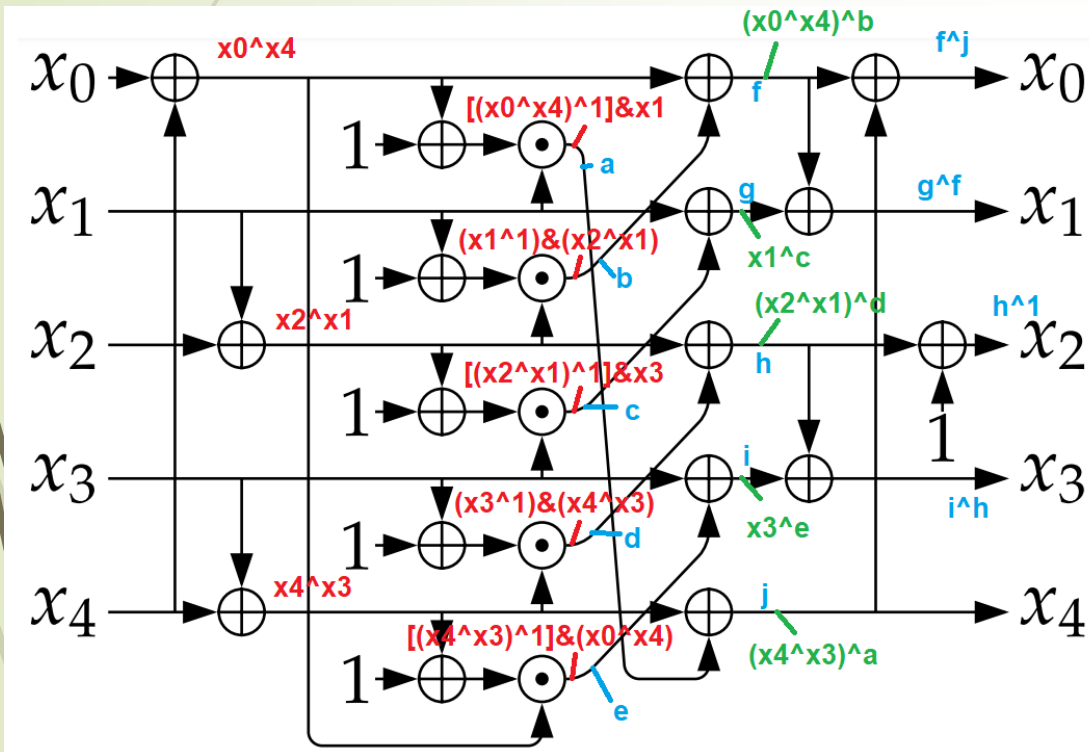 (x0^x4)^b
x0^x4
f^j
x0
x0
f
[(x0^x4)^1]&x1
1
a
g
g^f
x1
x1
(x1^1)&(x2^x1)
x1^c
1
b
(x2^x1)^d
h^1
x2^x1
x2
x2
h
[(x2^x1)^1]&x3
1
c
1
i
x3
x3
(x3^1)&(x4^x3)
i^h
x3^e
1
d
x4^x3
j
x4
x4
[(x4^x3)^1]&(x0^x4)
(x4^x3)^a
1
e